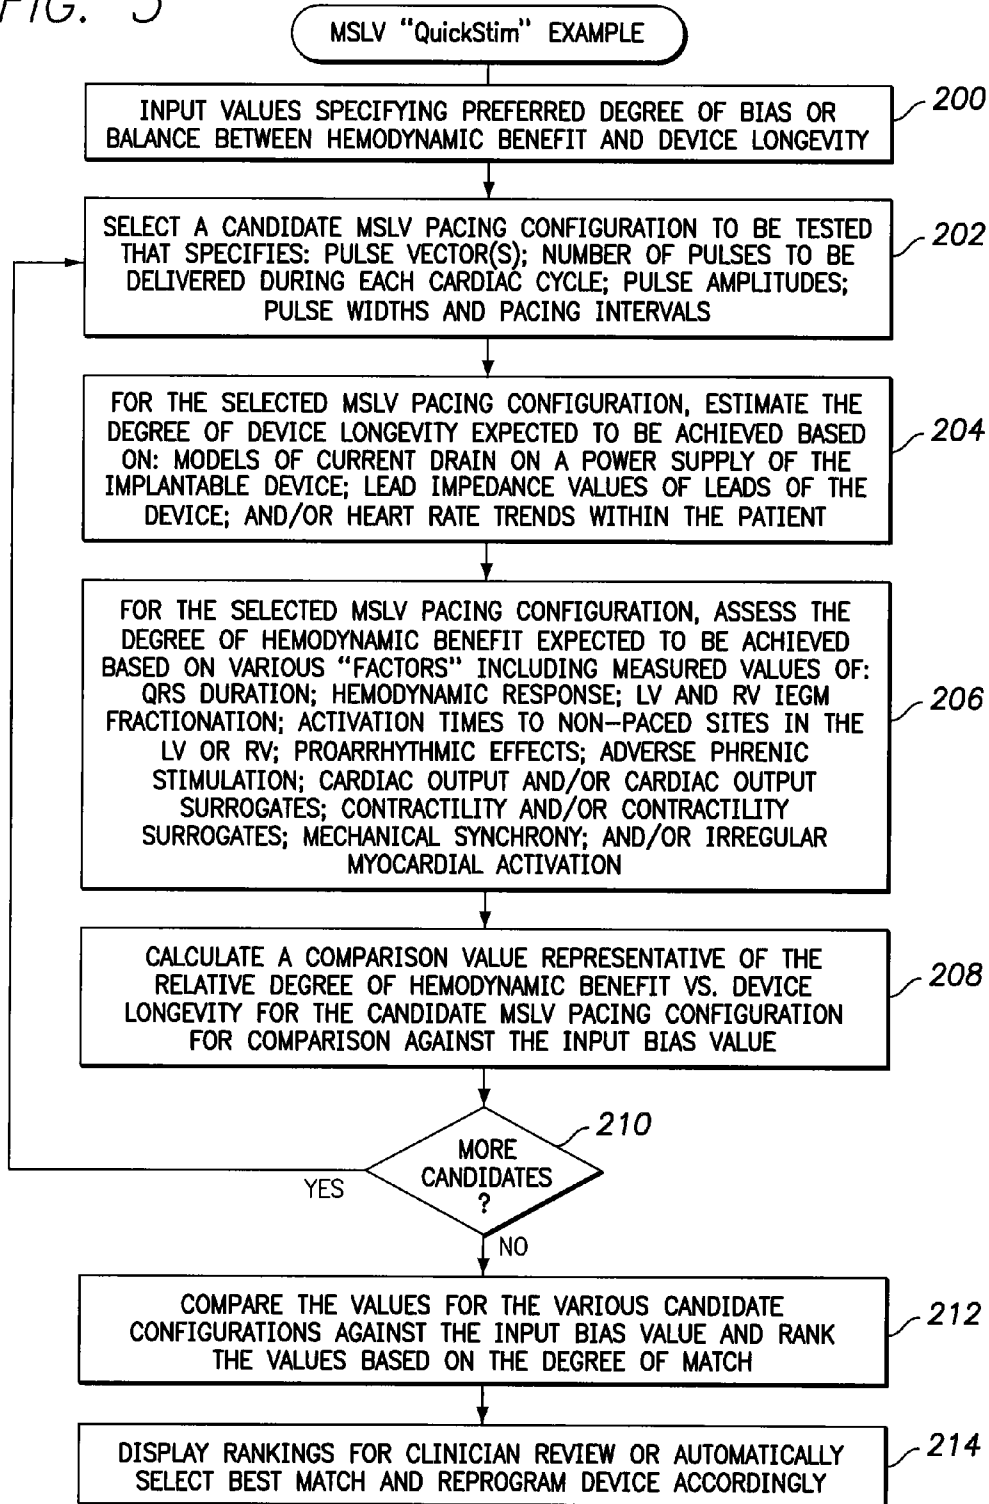 FIG. 3
MSLV "QuickStim" EXAMPLE
INPUT VALUES SPECIFYING PREFERRED DEGREE OF BIAS OR
BALANCE BETWEEN HEMODYNAMIC BENEFIT AND DEVICE LONGEVITY
200
SELECT A CANDIDATE MSLV PACING CONFIGURATION TO BE TESTED
THAT SPECIFIES: PULSE VECTOR(S); NUMBER OF PULSES TO BE
DELIVERED DURING EACH CARDIAC CYCLE; PULSE AMPLITUDES;
PULSE WIDTHS AND PACING INTERVALS
202
FOR THE SELECTED MSLV PACING CONFIGURATION, ESTIMATE THE
DEGREE OF DEVICE LONGEVITY EXPECTED TO BE ACHIEVED BASED
ON: MODELS OF CURRENT DRAIN ON A POWER SUPPLY OF THE
IMPLANTABLE DEVICE; LEAD IMPEDANCE VALUES OF LEADS OF THE
DEVICE; AND/OR HEART RATE TRENDS WITHIN THE PATIENT
204
FOR THE SELECTED MSLV PACING CONFIGURATION, ASSESS THE
DEGREE OF HEMODYNAMIC BENEFIT EXPECTED TO BE ACHIEVED
BASED ON VARIOUS "FACTORS" INCLUDING MEASURED VALUES OF:
QRS DURATION; HEMODYNAMIC RESPONSE; LV AND RV IEGM
FRACTIONATION; ACTIVATION TIMES TO NON-PACED SITES IN THE
LV OR RV; PROARRHYTHMIC EFFECTS; ADVERSE PHRENIC
STIMULATION; CARDIAC OUTPUT AND/OR CARDIAC OUTPUT
SURROGATES; CONTRACTILITY AND/OR CONTRACTILITY
SURROGATES; MECHANICAL SYNCHRONY; AND/OR IRREGULAR
MYOCARDIAL ACTIVATION
206
CALCULATE A COMPARISON VALUE REPRESENTATIVE OF THE
RELATIVE DEGREE OF HEMODYNAMIC BENEFIT VS. DEVICE
LONGEVITY FOR THE CANDIDATE MSLV PACING CONFIGURATION
FOR COMPARISON AGAINST THE INPUT BIAS VALUE
208
MORE
CANDIDATES
?
210
YES
NO
COMPARE THE VALUES FOR THE VARIOUS CANDIDATE
CONFIGURATIONS AGAINST THE INPUT BIAS VALUE AND RANK
THE VALUES BASED ON THE DEGREE OF MATCH
212
DISPLAY RANKINGS FOR CLINICIAN REVIEW OR AUTOMATICALLY
SELECT BEST MATCH AND REPROGRAM DEVICE ACCORDINGLY
214